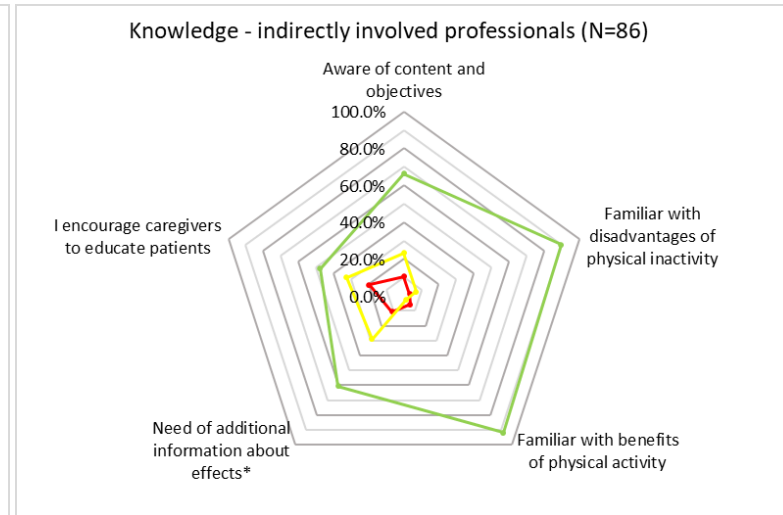 Knowledge - indirectly involved professionals (N=86)
Aware of content and
objectives
100.0%
80.0%
60.0%
40.0%
20.0%
0.0%
Familiar with
disadvantages of
physical inactivity
Familiar with benefits
of physical activity
Need of additional
information about
effects*
I encourage caregivers
to educate patients